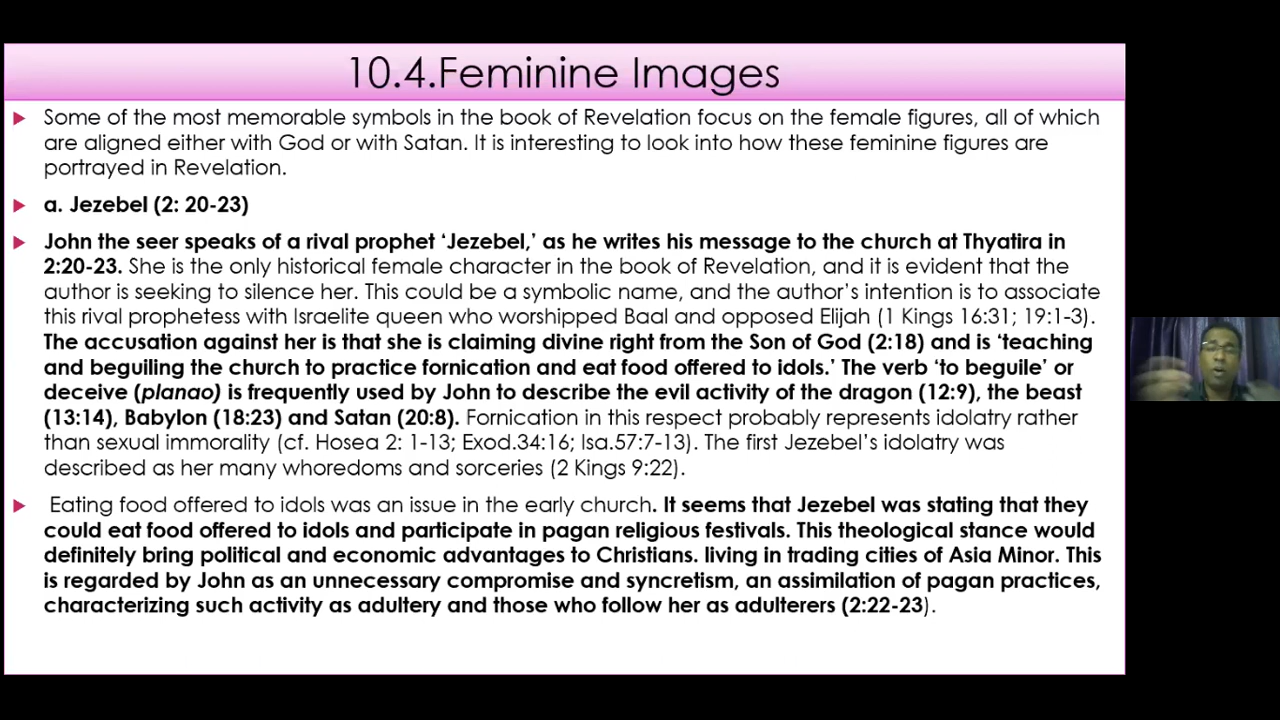 10.4.Feminine Images
Some of the most memorable symbols in the book of Revelation focus on the female figures, all of which
are aligned either with God or with Satan. It is interesting to look into how these feminine figures are
portrayed in Revelation.
a. Jezebel (2: 20-23)
John the seer speaks of a rival prophet ‘Jezebel,’ as he writes his message to the church at Thyatira in
2:20-23. She is the only historical female character in the book of Revelation, and it is evident that the
author is seeking to silence her. This could be a symbolic name, and the author’s intention is to associate
this rival prophetess with Israelite queen who worshipped Baal and opposed Elijah (1 Kings 16:31; 19:1-3).
The accusation against her is that she is claiming divine right from the Son of God (2:18) and is ‘teaching
and beguiling the church to practice fornication and eat food offered to idols.’ The verb ‘to beguile’ or
deceive (planao) is frequently used by John to describe the evil activity of the dragon (12:9), the beast
(13:14), Babylon (18:23) and Satan (20:8). Fornication in this respect probably represents idolatry rather
than sexual immorality (cf. Hosea 2: 1-13; Exod.34:16; Isa.57:7-13). The first Jezebel’s idolatry was
described as her many whoredoms and sorceries (2 Kings 9:22).
Eating food offered to idols was an issue in the early church. It seems that Jezebel was stating that they
could eat food offered to idols and participate in pagan religious festivals. This theological stance would
definitely bring political and economic advantages to Christians. living in trading cities of Asia Minor. This
is regarded by John as an unnecessary compromise and syncretism, an assimilation of pagan practices,
characterizing such activity as adultery and those who follow her as adulterers (2:22-23).